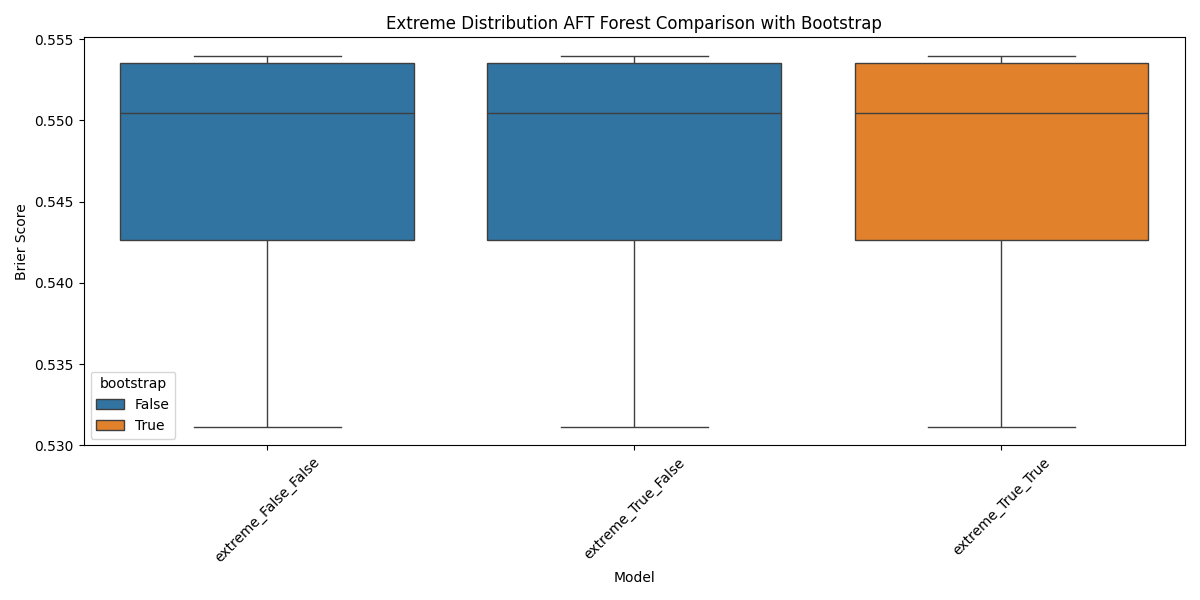 Extreme Distribution AFT Forest Comparison with Bootstrap
0.555
0.550
0.545
0.540
0.535
0.530
Brier Score
bootstrap
False
True
extreme_False_False
extreme_True_False
extreme_True_True
Model